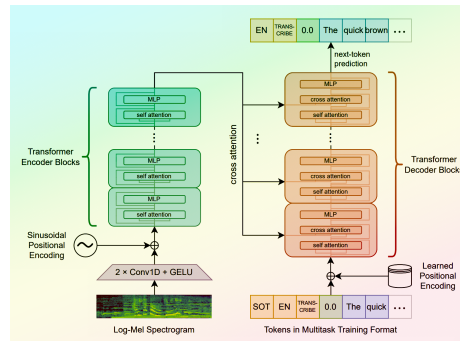 EN TRANS-CRIBE 0.0 The quick brown ...
next-token
prediction
MLP
self attention
MLP
self attention
MLP
self attention
Transformer
Encoder Blocks
cross attention
MLP
cross attention
self attention
MLP
cross attention
self attention
MLP
cross attention
self attention
Transformer
Decoder Blocks
Sinusoidal
Positional
Encoding
2 × Conv1D + GELU
Learned
Positional
Encoding
SOT EN TRANS-CRIBE 0.0 The quick ...
Log-Mel Spectrogram
Tokens in Multitask Training Format